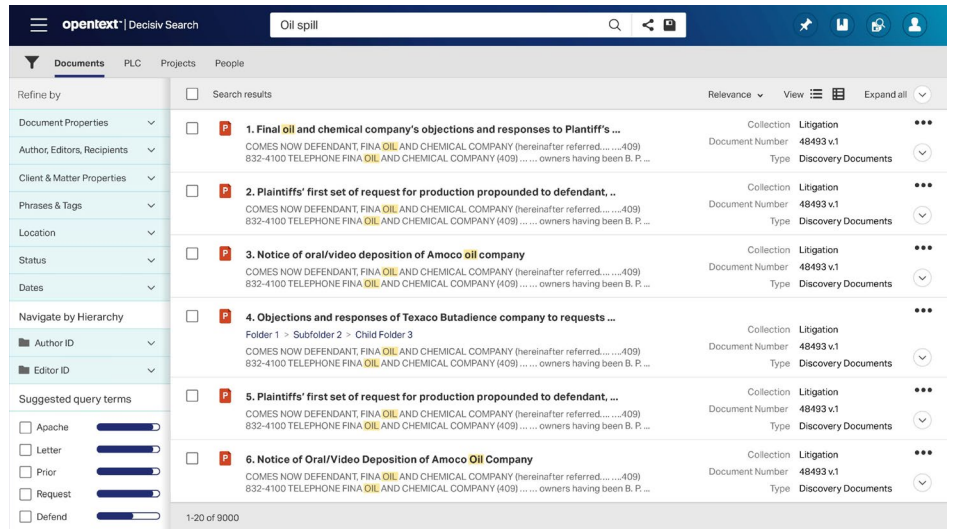 opentext™ | Decisiv Search
Oil spill
Documents PLC Projects People
Refine by
Document Properties
Author, Editors, Recipients
Client & Matter Properties
Phrases & Tags
Location
Status
Dates
Navigate by Hierarchy
Author ID
Editor ID
Suggested query terms
Apache
Letter
Prior
Request
Defend
Search results Relevance View Expand all
1. Final oil and chemical company's objections and responses to Plantiff's ...
COMES NOW DEFENDANT, FINA OIL AND CHEMICAL COMPANY (hereinafter referred.... ....409)
832-4100 TELEPHONE FINA OIL AND CHEMICAL COMPANY (409) ... ... owners having been B. P. ...
Collection Litigation
Document Number 48493 v.1
Type Discovery Documents
2. Plaintiffs' first set of request for production propounded to defendant, ..
COMES NOW DEFENDANT, FINA OIL AND CHEMICAL COMPANY (hereinafter referred.... ....409)
832-4100 TELEPHONE FINA OIL AND CHEMICAL COMPANY (409) ... ... owners having been B. P. ...
Collection Litigation
Document Number 48493 v.1
Type Discovery Documents
3. Notice of oral/video deposition of Amoco oil company
COMES NOW DEFENDANT, FINA OIL AND CHEMICAL COMPANY (hereinafter referred.... ....409)
832-4100 TELEPHONE FINA OIL AND CHEMICAL COMPANY (409) ... ... owners having been B. P. ...
Collection Litigation
Document Number 48493 v.1
Type Discovery Documents
4. Objections and responses of Texaco Butadience company to requests ...
Folder 1 > Subfolder 2 > Child Folder 3
COMES NOW DEFENDANT, FINA OIL AND CHEMICAL COMPANY (hereinafter referred.... ....409)
832-4100 TELEPHONE FINA OIL AND CHEMICAL COMPANY (409) ... ... owners having been B. P. ...
Collection Litigation
Document Number 48493 v.1
Type Discovery Documents
5. Plaintiffs' first set of request for production propounded to defendant, ...
COMES NOW DEFENDANT, FINA OIL AND CHEMICAL COMPANY (hereinafter referred.... ....409)
832-4100 TELEPHONE FINA OIL AND CHEMICAL COMPANY (409) ... ... owners having been B. P. ...
Collection Litigation
Document Number 48493 v.1
Type Discovery Documents
6. Notice of Oral/Video Deposition of Amoco Oil Company
COMES NOW DEFENDANT, FINA OIL AND CHEMICAL COMPANY (hereinafter referred.... ....409)
832-4100 TELEPHONE FINA OIL AND CHEMICAL COMPANY (409) ... ... owners having been B. P. ...
Collection Litigation
Document Number 48493 v.1
Type Discovery Documents
1-20 of 9000